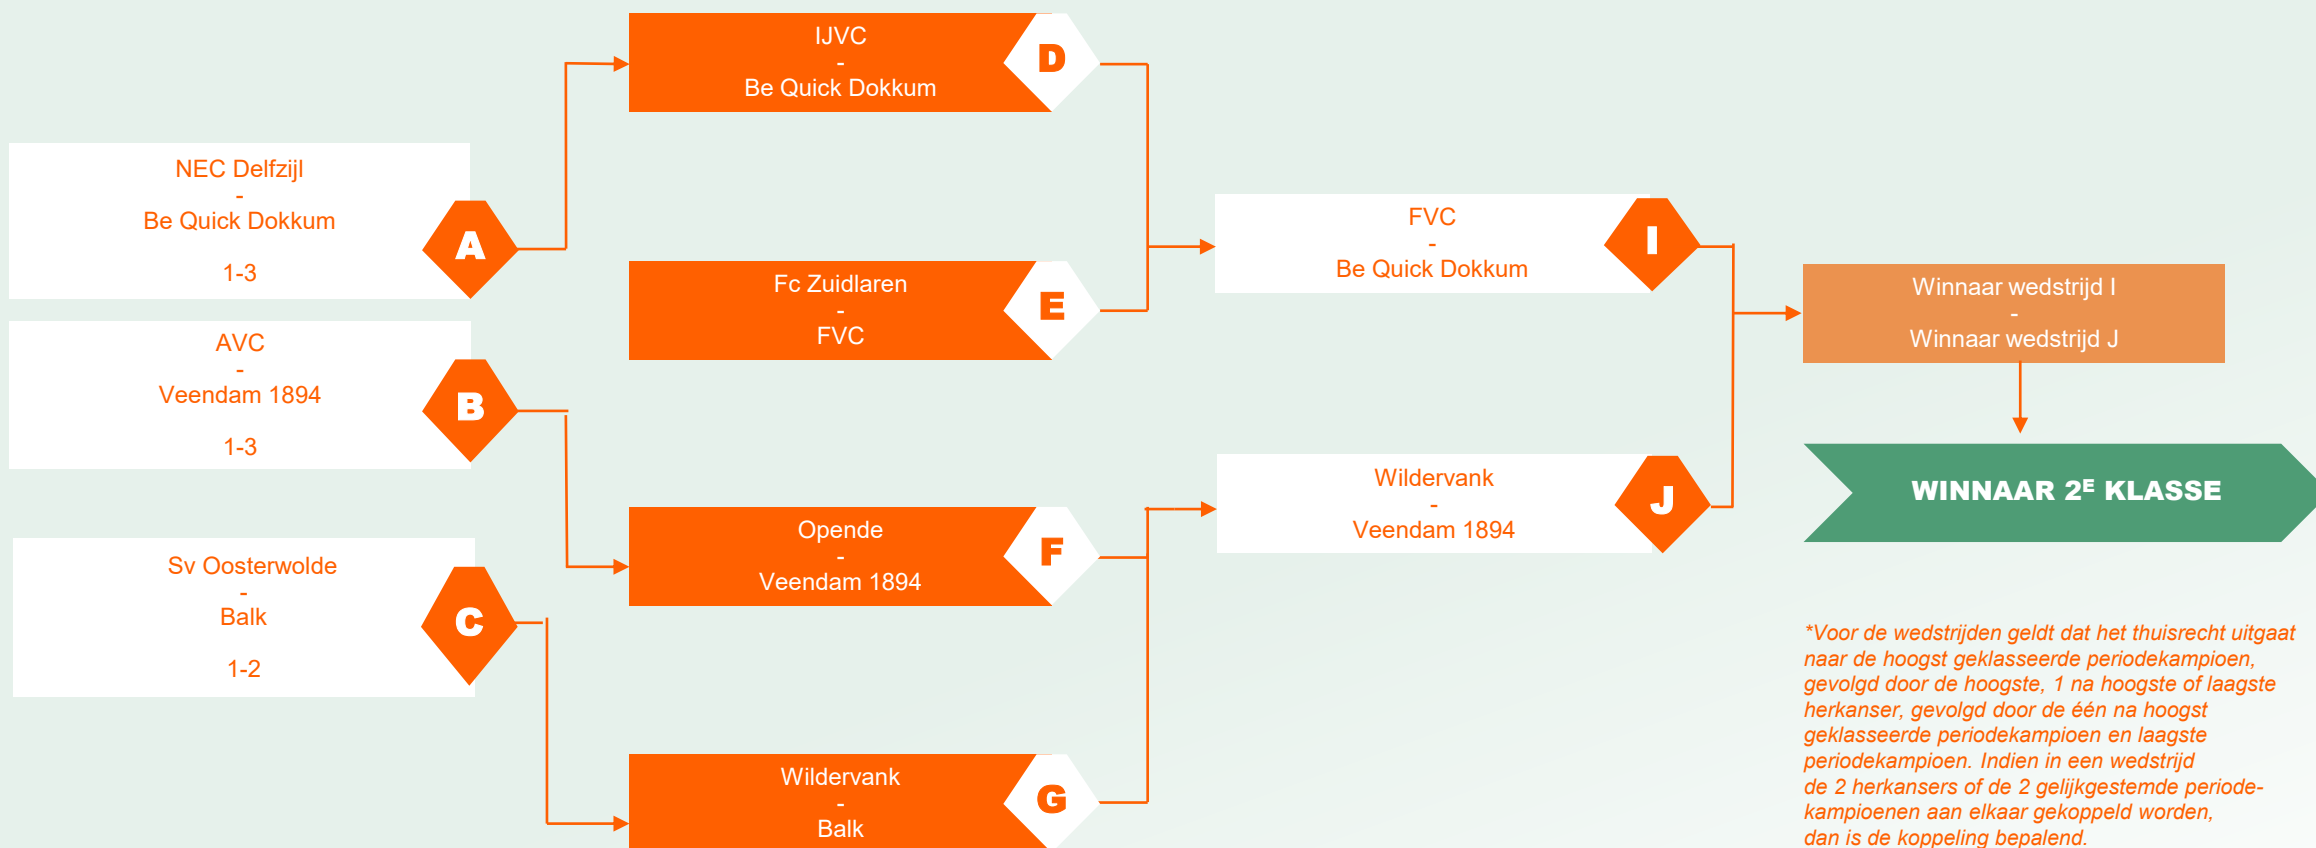 IJVC
-
Be Quick Dokkum
D
NEC Delfzijl
-
Be Quick Dokkum
1-3
A
Fc Zuidlaren
-
FVC
E
FVC
-
Be Quick Dokkum
I
AVC
-
Veendam 1894
1-3
B
Winnaar wedstrijd I
-
Winnaar wedstrijd J
WINNAAR 2E KLASSE
Opende
-
Veendam 1894
F
Wildervank
-
Veendam 1894
J
Sv Oosterwolde
-
Balk
1-2
C
Wildervank
-
Balk
G
*Voor de wedstrijden geldt dat het thuisrecht uitgaat
naar de hoogst geklasseerde periodekampioen,
gevolgd door de hoogste, 1 na hoogste of laagste
herkanser, gevolgd door de één na hoogst
geklasseerde periodekampioen en laagste
periodekampioen. Indien in een wedstrijd
de 2 herkansers of de 2 gelijkgestemde periode-
kampioenen aan elkaar gekoppeld worden,
dan is de koppeling bepalend.